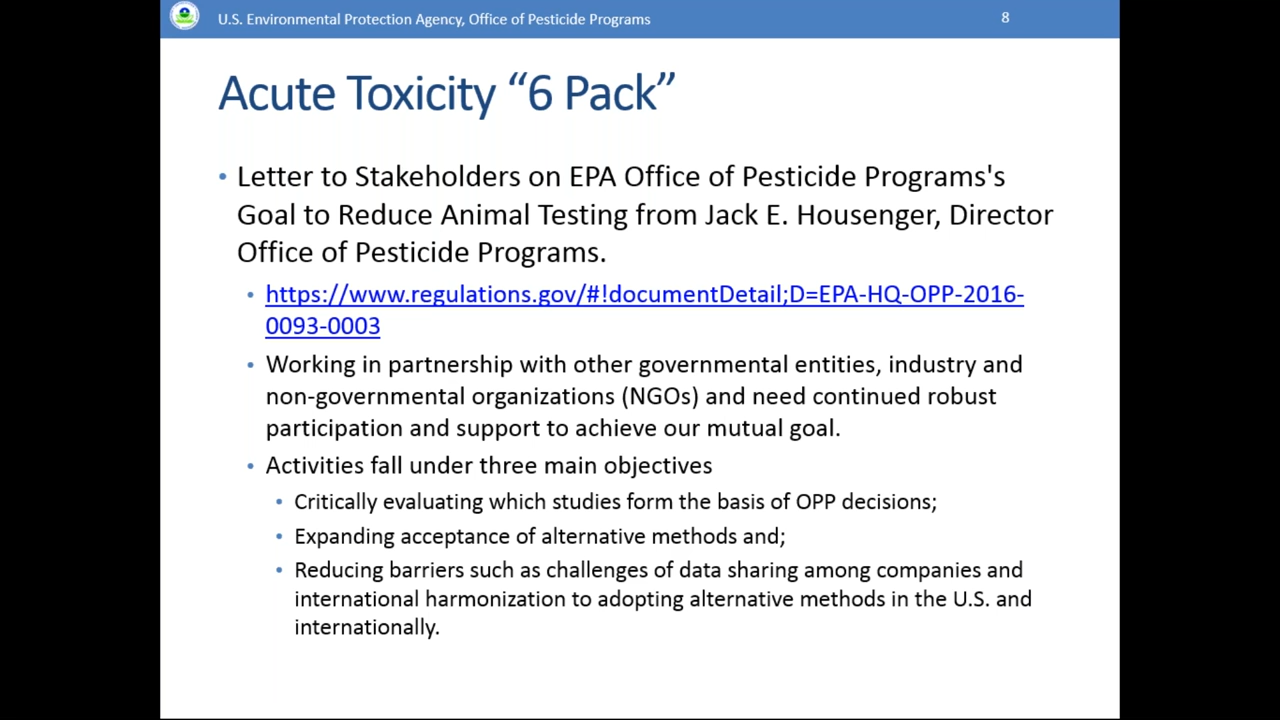 U.S. Environmental Protection Agency, Office of Pesticide Programs
8
Acute Toxicity “6 Pack”
• Letter to Stakeholders on EPA Office of Pesticide Programs's
Goal to Reduce Animal Testing from Jack E. Housenger, Director
Office of Pesticide Programs.
• https://www.regulations.gov/#!documentDetail;D=EPA-HQ-OPP-2016-
0093-0003
• Working in partnership with other governmental entities, industry and
non-governmental organizations (NGOs) and need continued robust
participation and support to achieve our mutual goal.
• Activities fall under three main objectives
• Critically evaluating which studies form the basis of OPP decisions;
• Expanding acceptance of alternative methods and;
• Reducing barriers such as challenges of data sharing among companies and
international harmonization to adopting alternative methods in the U.S. and
internationally.